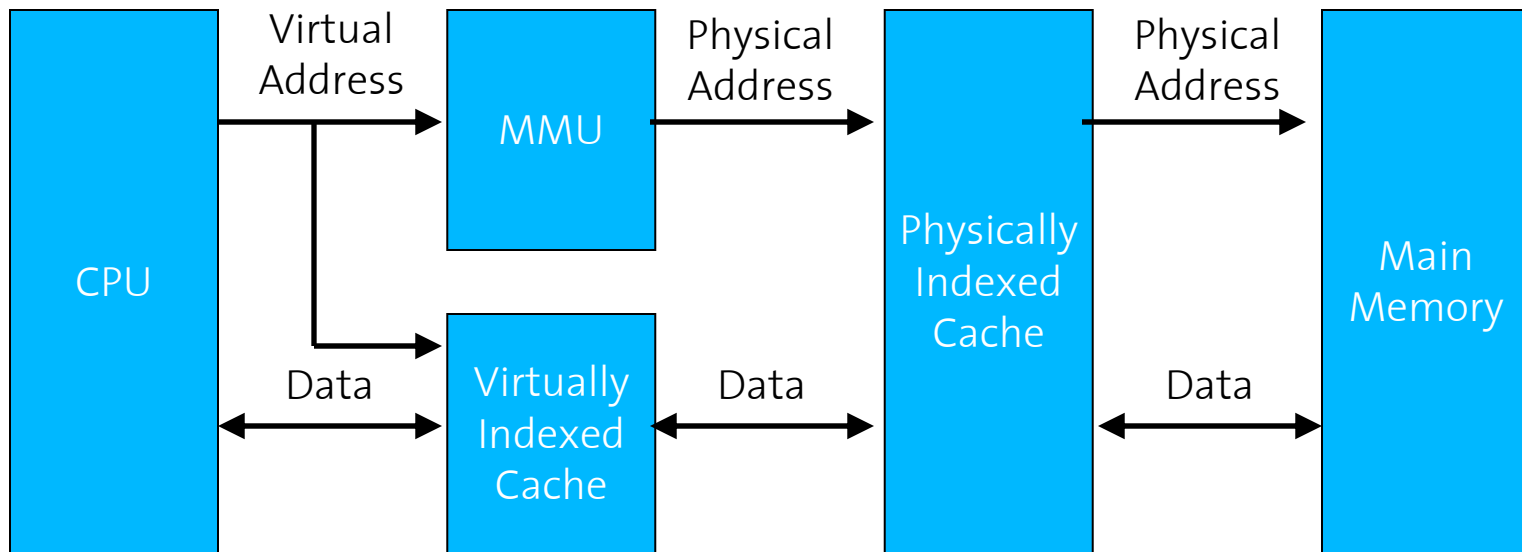 CPU
Virtual
Address
MMU
Physical
Address
Data
Virtually
Indexed
Cache
Data
Physically
Indexed
Cache
Physical
Address
Data
Main
Memory